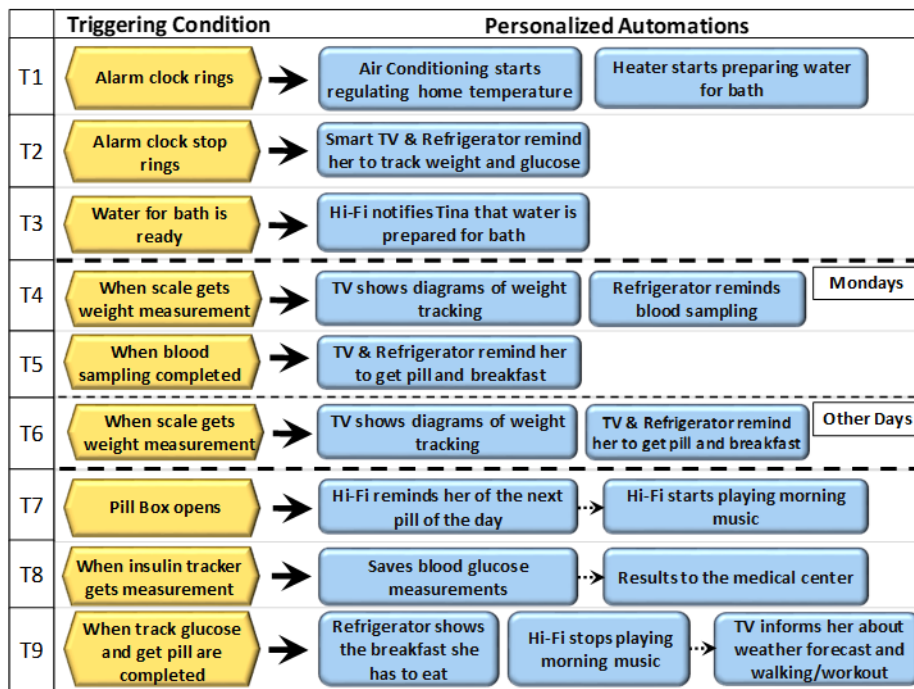 Triggering Condition
Personalized Automations
T1
Alarm clock rings
Air Conditioning starts
regulating home temperature
Heater starts preparing water
for bath
T2
Alarm clock stop
rings
Smart TV & Refrigerator remind
her to track weight and glucose
T3
Water for bath is
ready
Hi-Fi notifies Tina that water is
prepared for bath
T4
When scale gets
weight measurement
TV shows diagrams of weight
tracking
Refrigerator reminds
blood sampling
Mondays
T5
When blood
sampling completed
TV & Refrigerator remind her
to get pill and breakfast
T6
When scale gets
weight measurement
TV shows diagrams of weight
tracking
TV & Refrigerator remind
her to get pill and breakfast
Other Days
T7
Pill Box opens
Hi-Fi reminds her of the next
pill of the day
Hi-Fi starts playing morning
music
T8
When insulin tracker
gets measurement
Saves blood glucose
measurements
Results to the medical center
T9
When track glucose
and get pill are
completed
Refrigerator shows
the breakfast she
has to eat
Hi-Fi stops playing
morning music
TV informs her about
weather forecast and
walking/workout